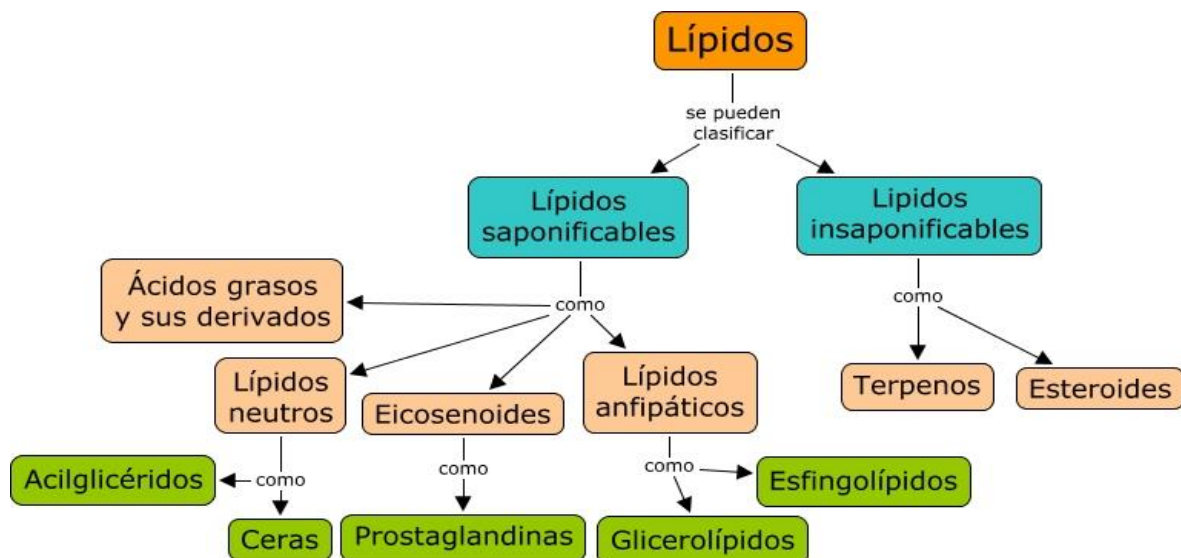 Lípidos
se pueden
clasificar
Lípidos
saponificables
Lipidos
insaponificables
como
como
Ácidos grasos
y sus derivados
Lípidos
neutros
Eicosenoides
Lípidos
anfipáticos
Terpenos
Esteroides
como
como
como
Acilglicéridos
Ceras
Prostaglandinas
Glicerolípidos
Esfingolípidos